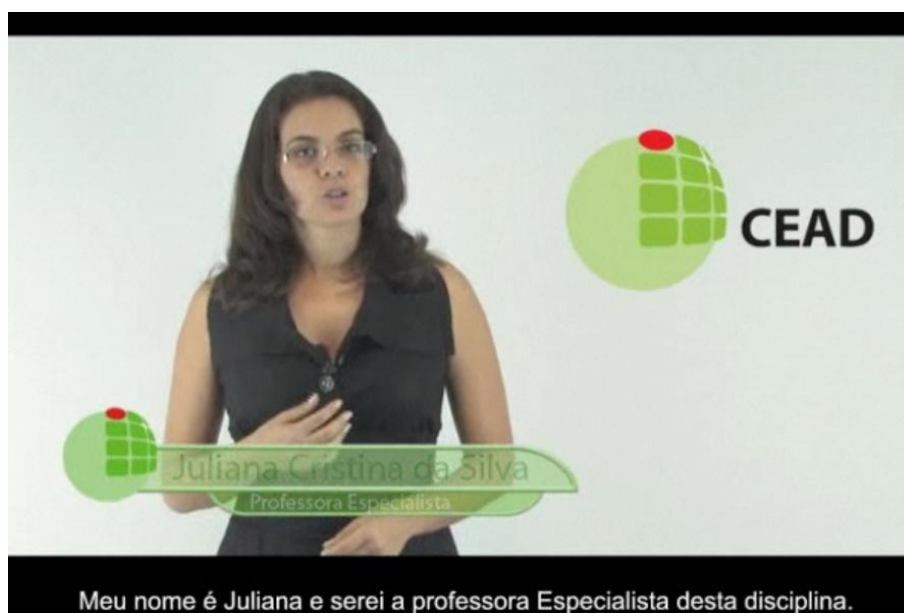 CEAD
Juliana Cristina da Silva
Professora Especialista
Meu nome é Juliana e serei a professora Especialista desta disciplina.